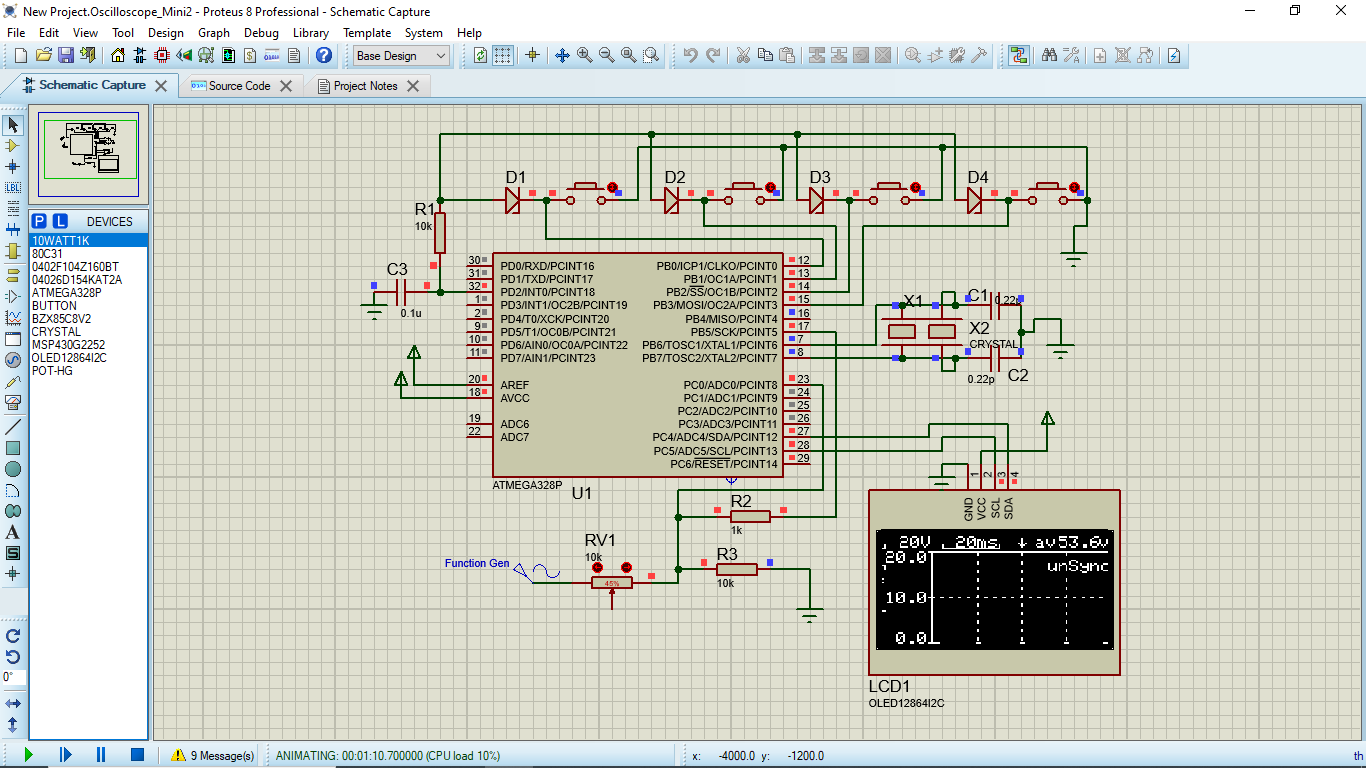 New Project.Oscilloscope_Mini2 - Proteus 8 Professional - Schematic Capture
File Edit View Tool Design Graph Debug Library Template System Help
Base Design
Schematic Capture
Source Code
Project Notes
P L DEVICES
10WATT1K
80C31
0402F104Z160BT
04026D154KAT2A
ATMEGA328P
BUTTON
BZX85C8V2
CRYSTAL
MSP430G2252
OLED12864I2C
POT-HG
LBL
A
S
0°
D1
D2
D3
D4
R1
10k
C3
0.1u
30 PD0/RXD/PCINT16
31 PD1/TXD/PCINT17
32 PD2/INT0/PCINT18
1 PD3/INT1/OC2B/PCINT19
2 PD4/T0/XCK/PCINT20
9 PD5/T1/OC0B/PCINT21
10 PD6/AIN0/OC0A/PCINT22
11 PD7/AIN1/PCINT23
20 AREF
18 AVCC
19 ADC6
22 ADC7
PB0/ICP1/CLKO/PCINT0 12
PB1/OC1A/PCINT1 13
PB2/SS/OC1B/PCINT2 14
PB3/MOSI/OC2A/PCINT3 15
PB4/MISO/PCINT4 16
PB5/SCK/PCINT5 17
PB6/TOSC1/XTAL1/PCINT6 7
PB7/TOSC2/XTAL2/PCINT7 8
PC0/ADC0/PCINT8 23
PC1/ADC1/PCINT9 24
PC2/ADC2/PCINT10 25
PC3/ADC3/PCINT11 26
PC4/ADC4/SDA/PCINT12 27
PC5/ADC5/SCL/PCINT13 28
PC6/RESET/PCINT14 29
ATMEGA328P
U1
X1
C1
0.22p
X2
CRYSTAL
0.22p
C2
R2
1k
RV1
10k
R3
10k
Function Gen
45%
1 2 3 4
GND
VCC
SCL
SDA
20V 20ms ↓ av53.6v
20.0
unSync
10.0
0.0
LCD1
OLED12864I2C
9 Message(s)
ANIMATING: 00:01:10.700000 (CPU load 10%)
x: -4000.0 y: -1200.0
th